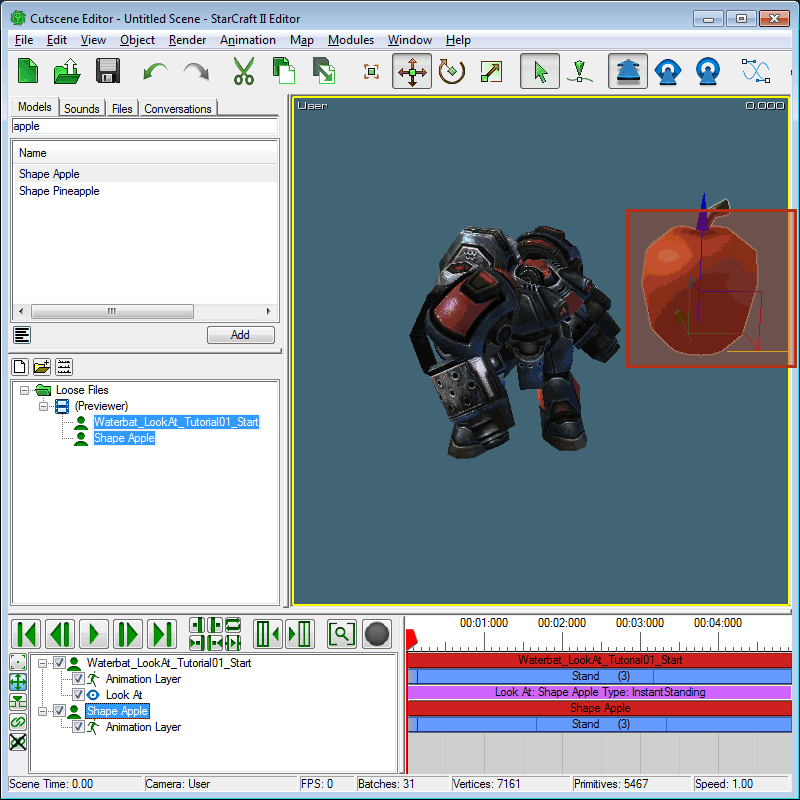 Cutscene Editor - Untitled Scene - StarCraft II Editor
File Edit View Object Render Animation Map Modules Window Help
Models Sounds Files Conversations
apple
Name
Shape Apple
Shape Pineapple
Add
Loose Files
(Previewer)
Waterbat_LookAt_Tutorial01_Start
Shape Apple
User
0.000
00:01:000 00:02:000 00:03:000 00:04:000
Waterbat_LookAt_Tutorial01_Start
Animation Layer
Look At
Shape Apple
Animation Layer
Waterbat_LookAt_Tutorial01_Start
Stand (3)
Look At: Shape Apple Type: InstantStanding
Shape Apple
Stand (3)
Scene Time: 0.00 Camera: User FPS: 0 Batches: 31 Vertices: 7161 Primitives: 5467 Speed: 1.00